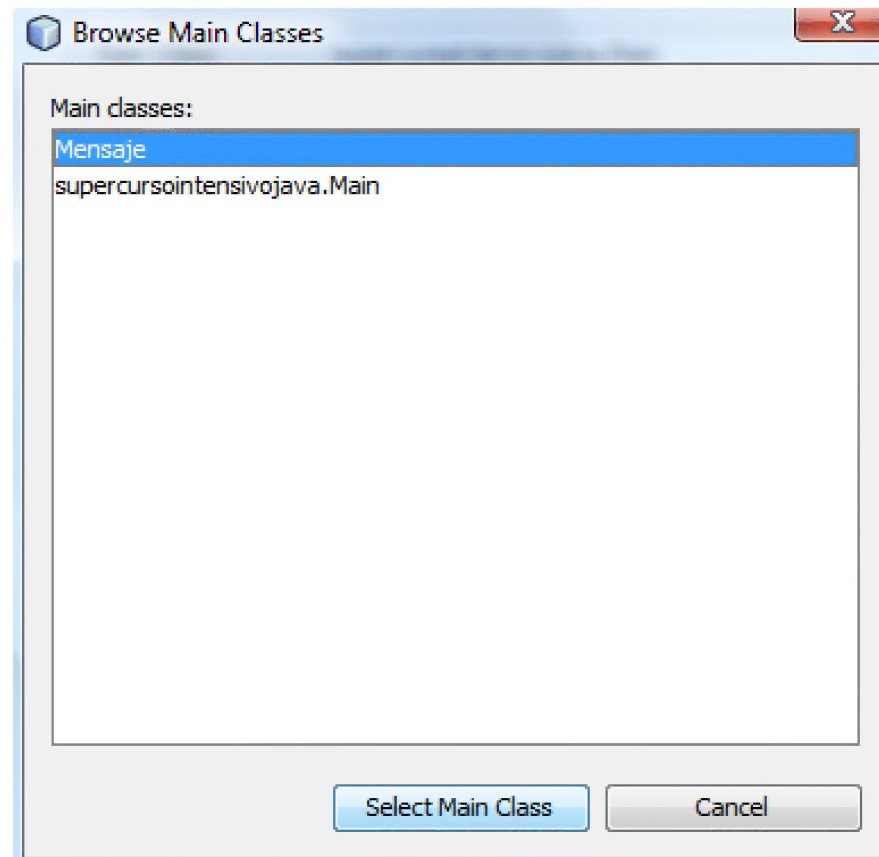 Browse Main Classes
Main classes:
Mensaje
supercursointensivojava.Main
Select Main Class
Cancel